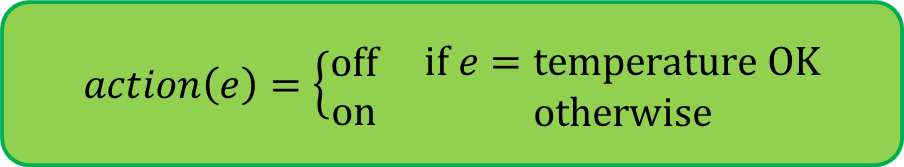 action(e) = { off if e = temperature OK
on otherwise